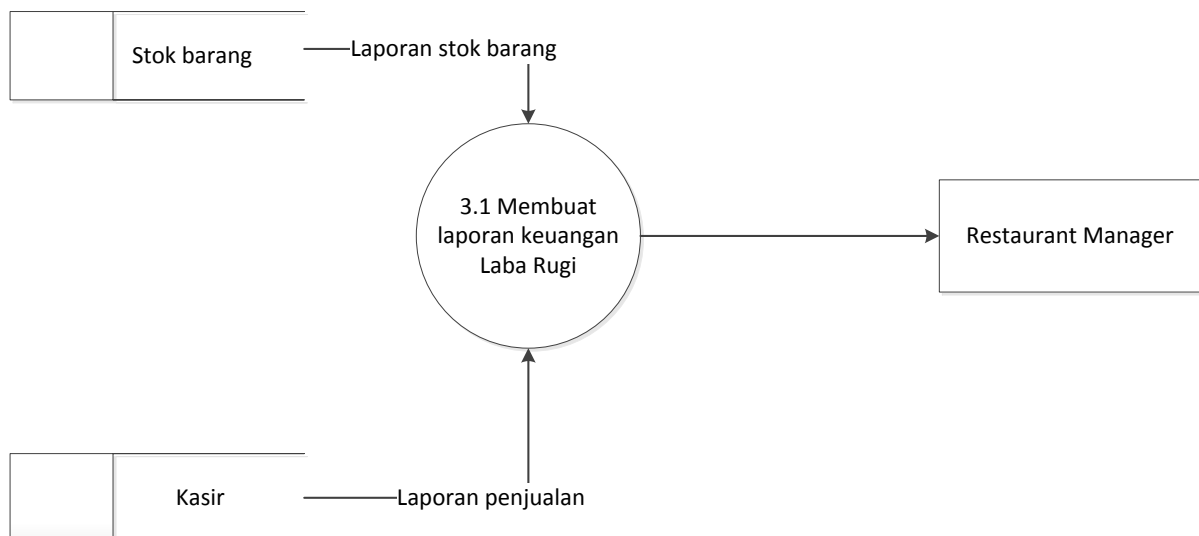 Stok barang
Laporan stok barang
3.1 Membuat
laporan keuangan
Laba Rugi
Restaurant Manager
Kasir
Laporan penjualan